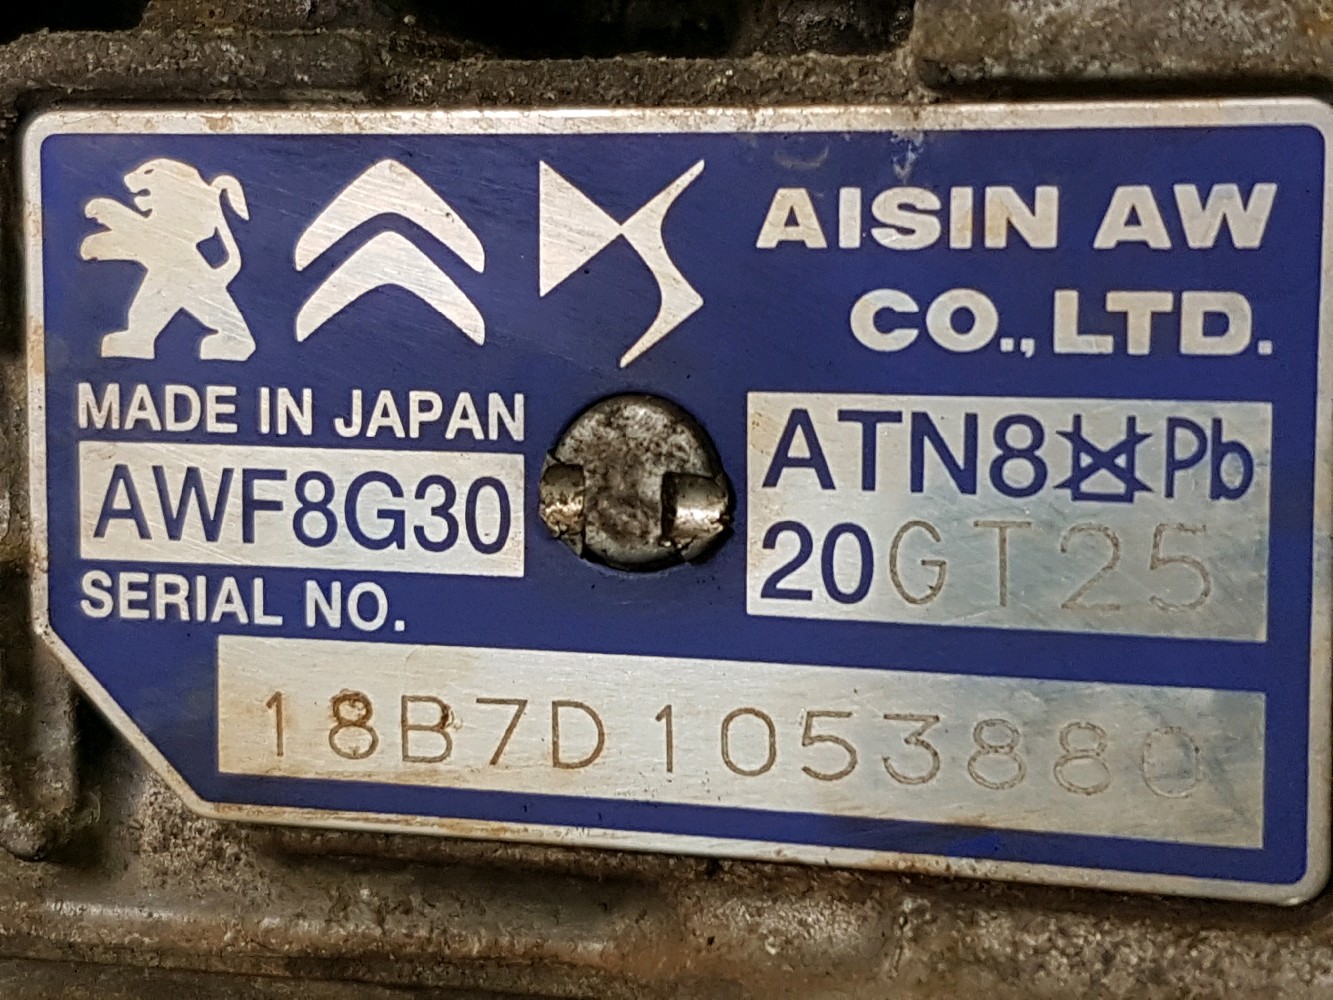 AISIN AW
CO., LTD.
MADE IN JAPAN
AWF8G30
ATN8 Pb
20GT25
SERIAL NO.
18B7D1053880